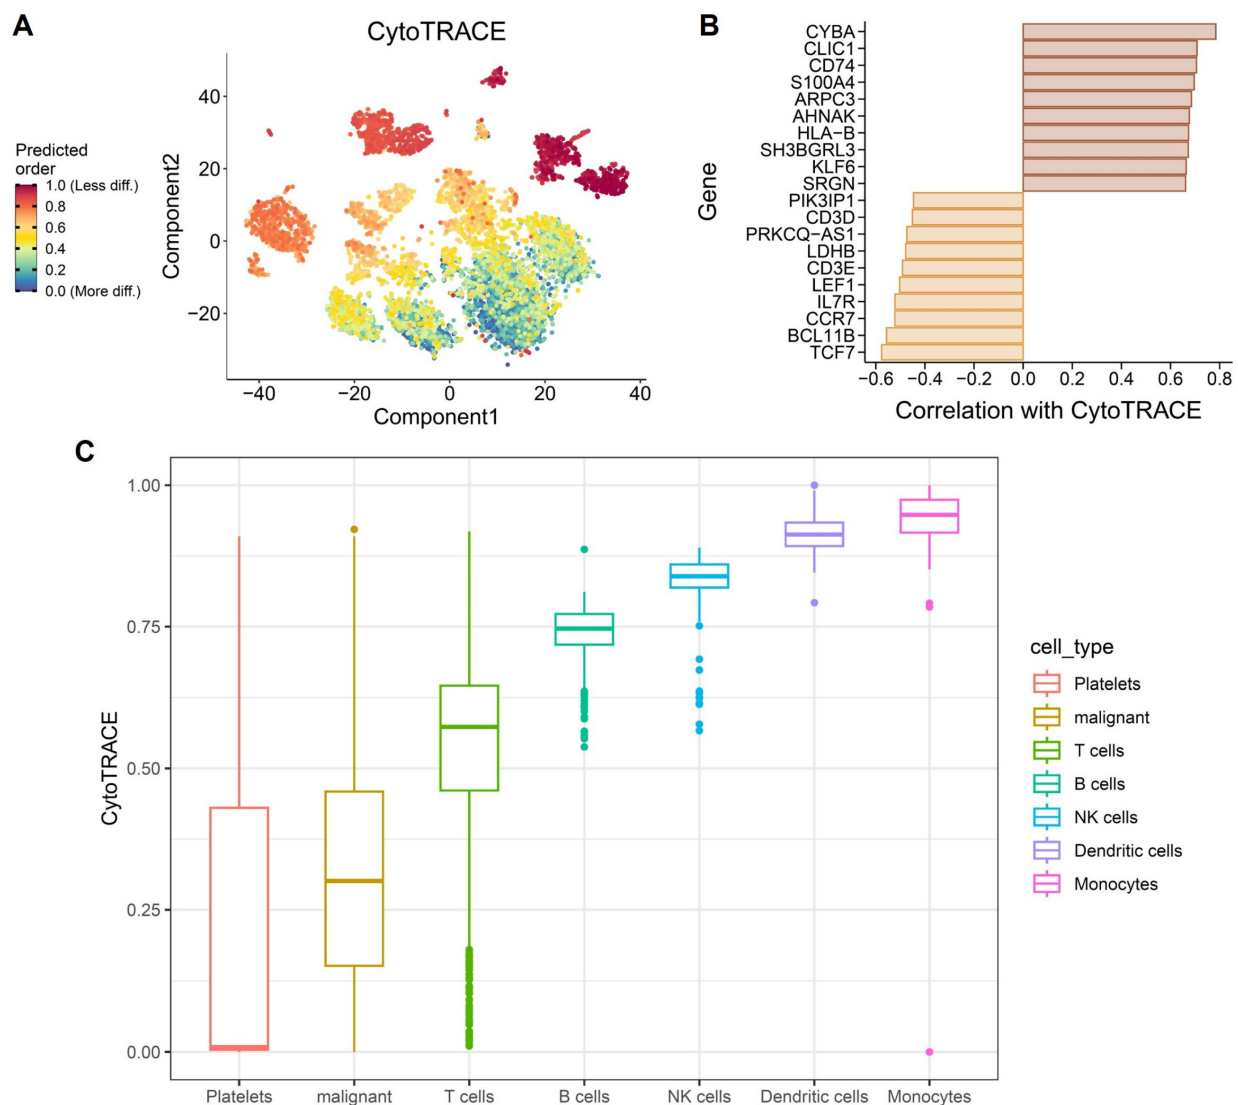 A
CytoTRACE
Predicted
order
1.0 (Less diff.)
0.8
0.6
0.4
0.2
0.0 (More diff.)
Component2
40
20
0
−20
−40
−20
0
20
40
Component1
B
Gene
CYBA
CLIC1
CD74
S100A4
ARPC3
AHNAK
HLA−B
SH3BGRL3
KLF6
SRGN
PIK3IP1
CD3D
PRKCQ−AS1
LDHB
CD3E
LEF1
IL7R
CCR7
BCL11B
TCF7
−0.6
−0.4
−0.2
0.0
0.2
0.4
0.6
0.8
Correlation with CytoTRACE
C
CytoTRACE
1.00
0.75
0.50
0.25
0.00
Platelets
malignant
T cells
B cells
NK cells
Dendritic cells
Monocytes
cell_type
Platelets
malignant
T cells
B cells
NK cells
Dendritic cells
Monocytes